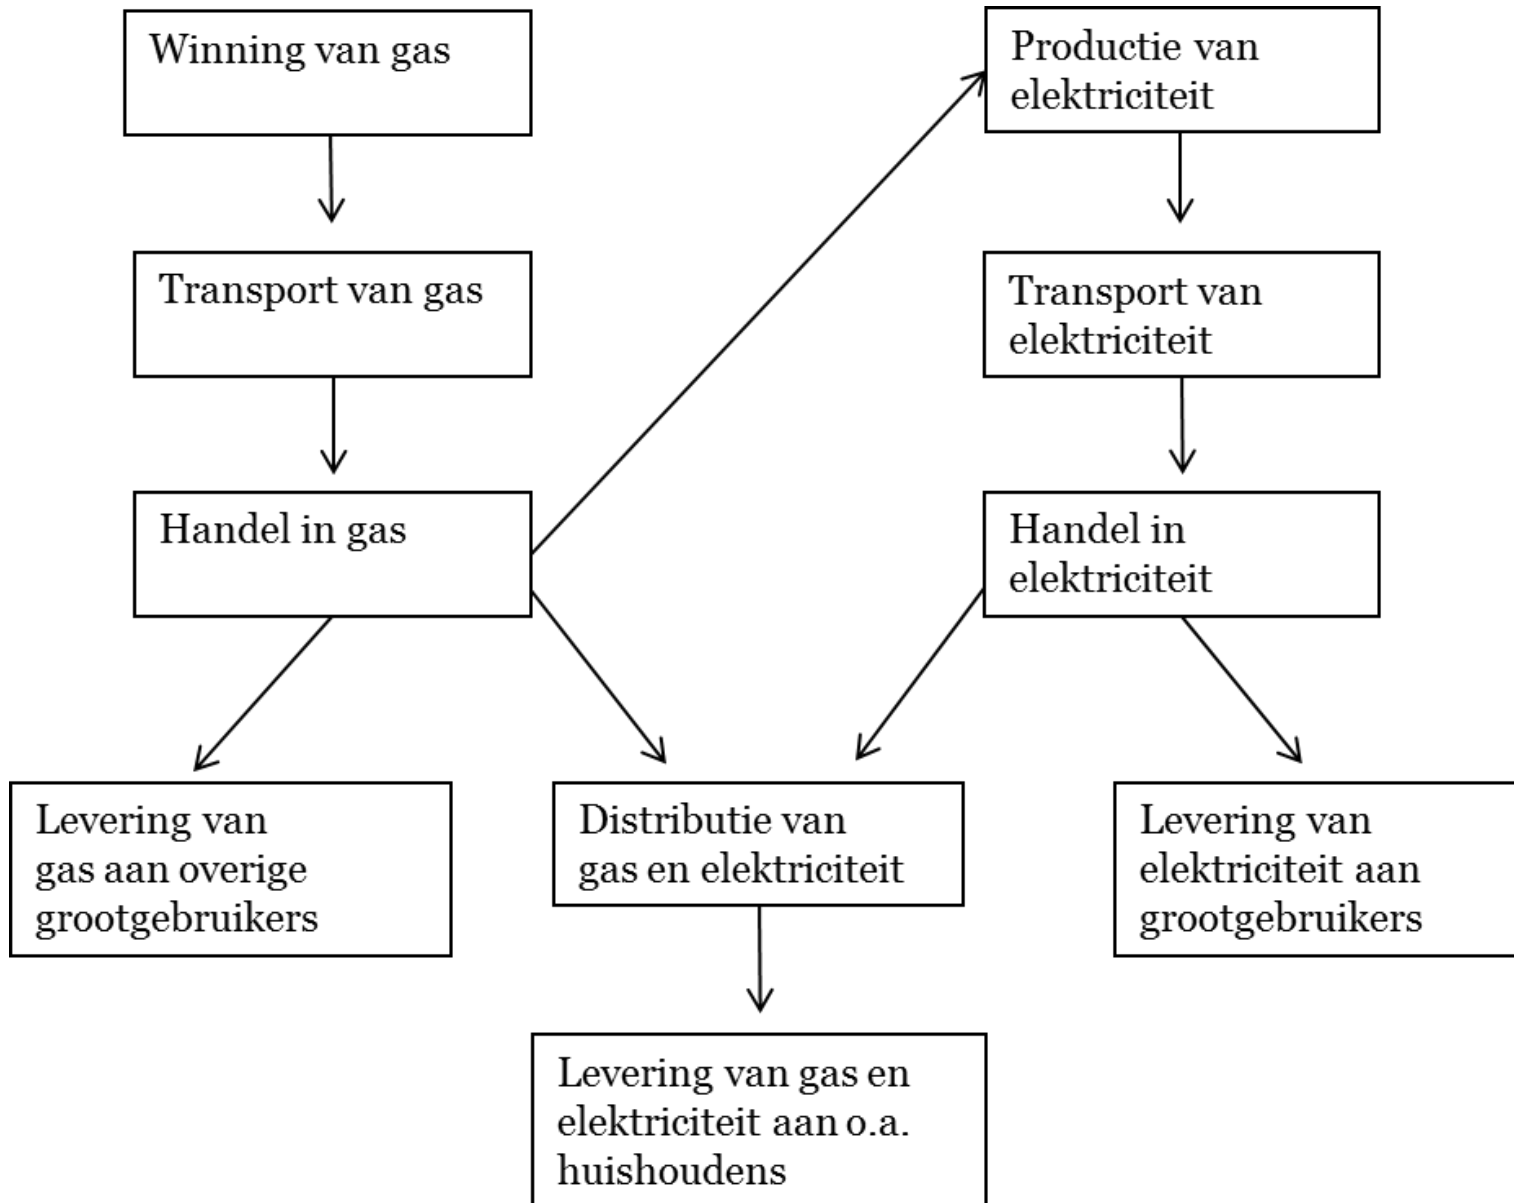 Winning van gas
Productie van
elektriciteit
Transport van gas
Transport van
elektriciteit
Handel in gas
Handel in
elektriciteit
Levering van
gas aan overige
grootgebruikers
Distributie van
gas en elektriciteit
Levering van
elektriciteit aan
grootgebruikers
Levering van gas en
elektriciteit aan o.a.
huishoudens